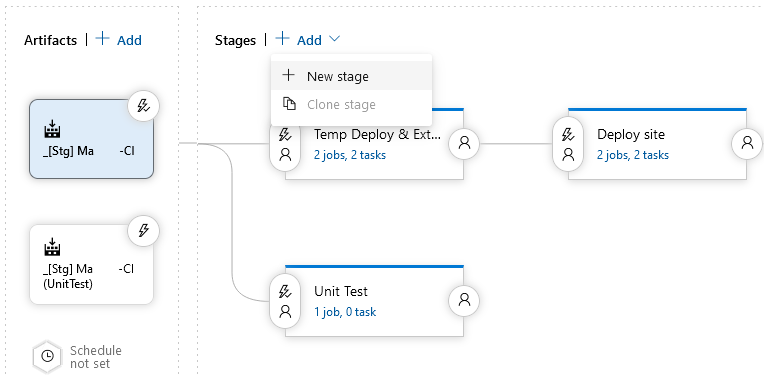 Artifacts | + Add
Stages | + Add
New stage
Clone stage
_[Stg] Ma -CI
Temp Deploy & Ext...
2 jobs, 2 tasks
Deploy site
2 jobs, 2 tasks
_[Stg] Ma -CI
(UnitTest)
Unit Test
1 job, 0 task
Schedule
not set